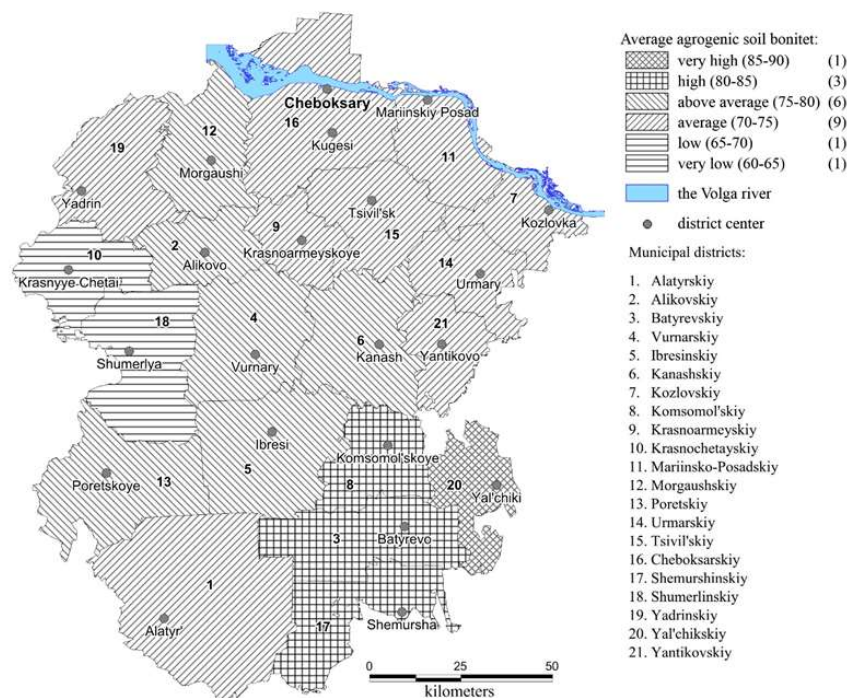 Average agrogenic soil bonitet:
very high (85-90) (1)
high (80-85) (3)
above average (75-80) (6)
average (70-75) (9)
low (65-70) (1)
very low (60-65) (1)
the Volga river
district center
Municipal districts:
1. Alatyrskiy
2. Alikovskiy
3. Batyrevskiy
4. Vurnarskiy
5. Ibresinskiy
6. Kanashskiy
7. Kozlovskiy
8. Komsomol'skiy
9. Krasnoarmeyskiy
10. Krasnochetayskiy
11. Mariinsko-Posadskiy
12. Morgaushskiy
13. Poretskiy
14. Urmarskiy
15. Tsivil'skiy
16. Cheboksarskiy
17. Shemurshinskiy
18. Shumerlinskiy
19. Yadrinskiy
20. Yal'chikskiy
21. Yantikovskiy
Cheboksary
Mariinskiy Posad
16
Kugesi
12
Morgaushi
11
19
Yadrin
7
Kozlovka
Tsivil'sk
15
9
Krasnoarmeyskoye
2
Alikovo
10
Krasnyye Chetai
14
Urmary
18
Shumerlya
4
Vurnary
6
Kanash
21
Yantikovo
Ibresi
5
Komsomol'skoye
8
Poretskoye
13
20
Yal'chiki
3
Batyrevo
1
Alatyr'
17
Shemursha
0 25 50
kilometers